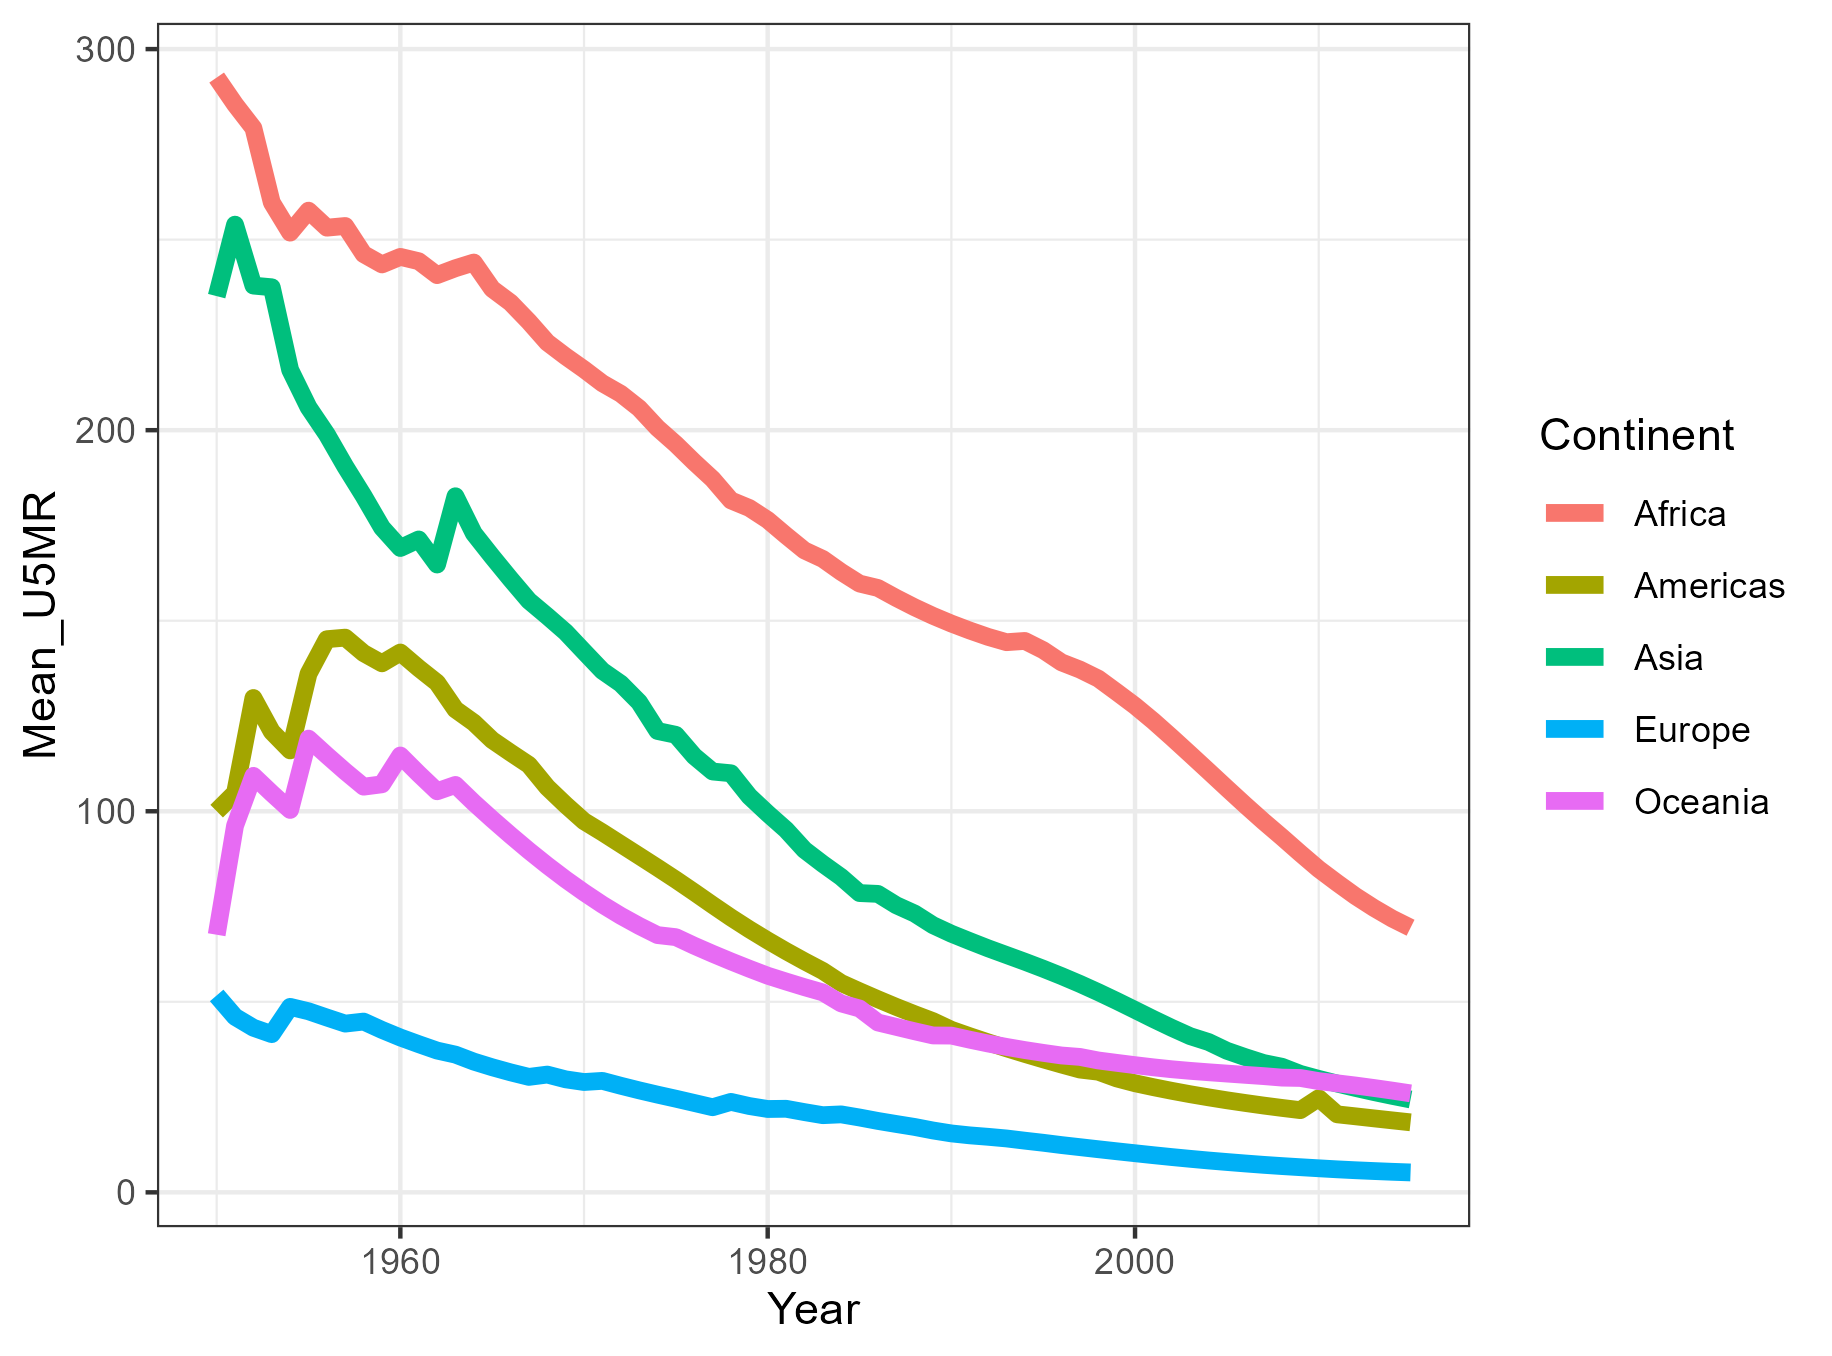 300
200
100
0
Mean_U5MR
1960
1980
2000
Year
Continent
Africa
Americas
Asia
Europe
Oceania